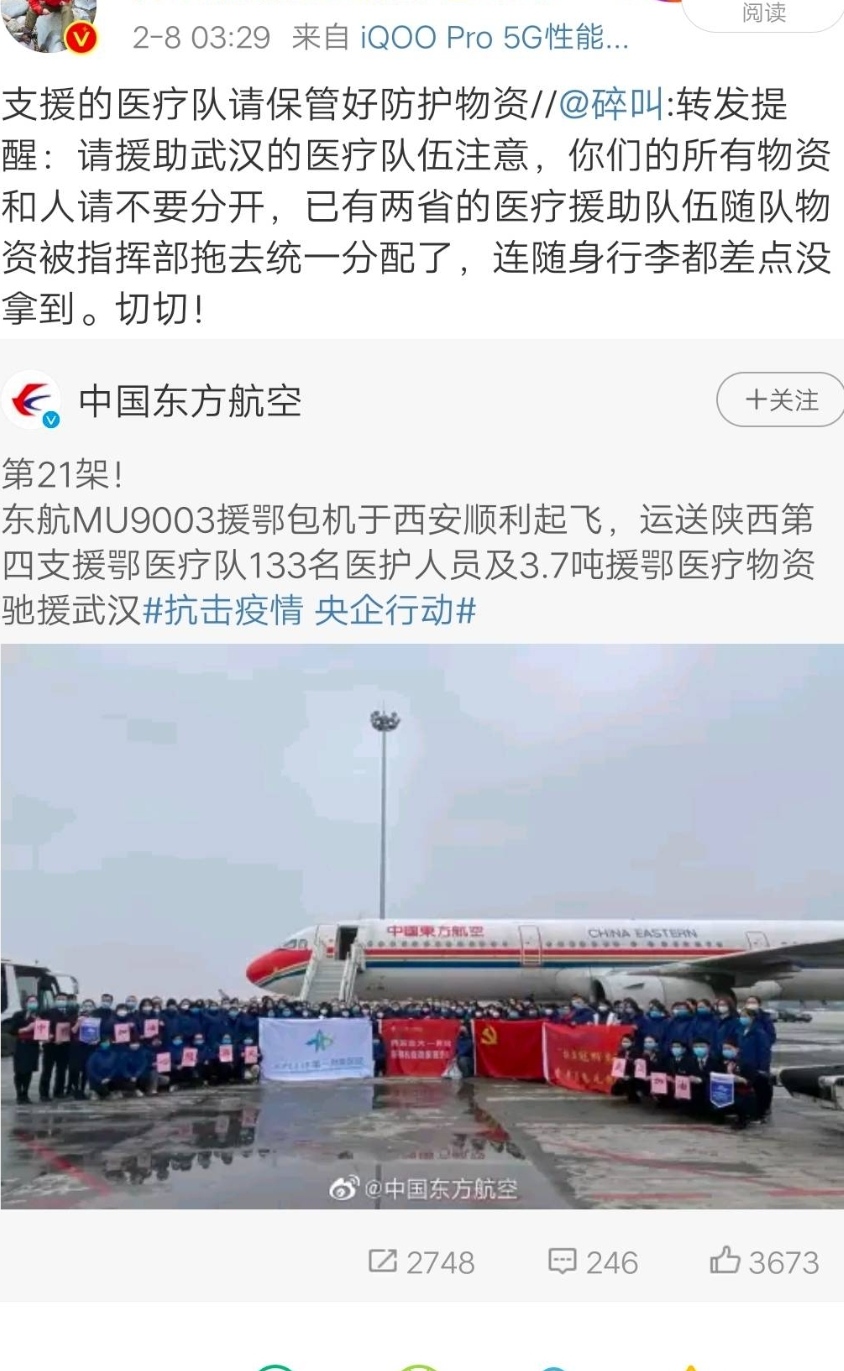 阅读
2-8 03:29 来自 iQOO Pro 5G性能...
支援的医疗队请保管好防护物资//@碎叫:转发提
醒：请援助武汉的医疗队伍注意，你们的所有物资
和人请不要分开，已有两省的医疗援助队伍随队物
资被指挥部拖去统一分配了，连随身行李都差点没
拿到。切切！
中国东方航空
十关注
第21架！
东航MU9003援鄂包机于西安顺利起飞，运送陕西第
四支援鄂医疗队133名医护人员及3.7吨援鄂医疗物资
驰援武汉#抗击疫情 央企行动#
中國東方航空
CHINA EASTERN
@中国东方航空
2748
246
3673